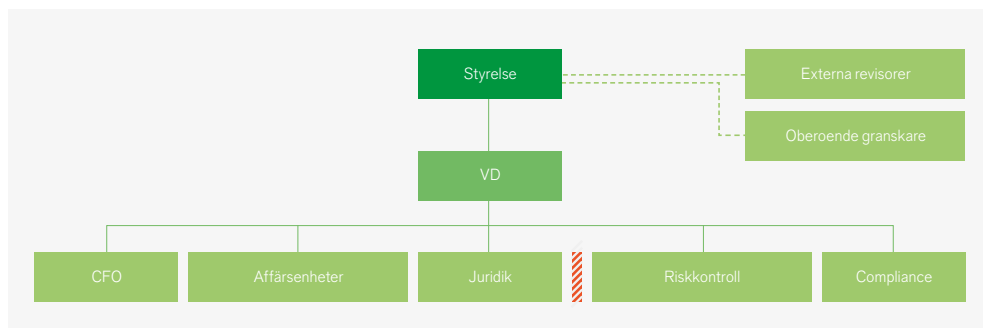 Styrelse
Externa revisorer
Oberoende granskare
VD
CFO
Affärsenheter
Juridik
Riskkontroll
Compliance